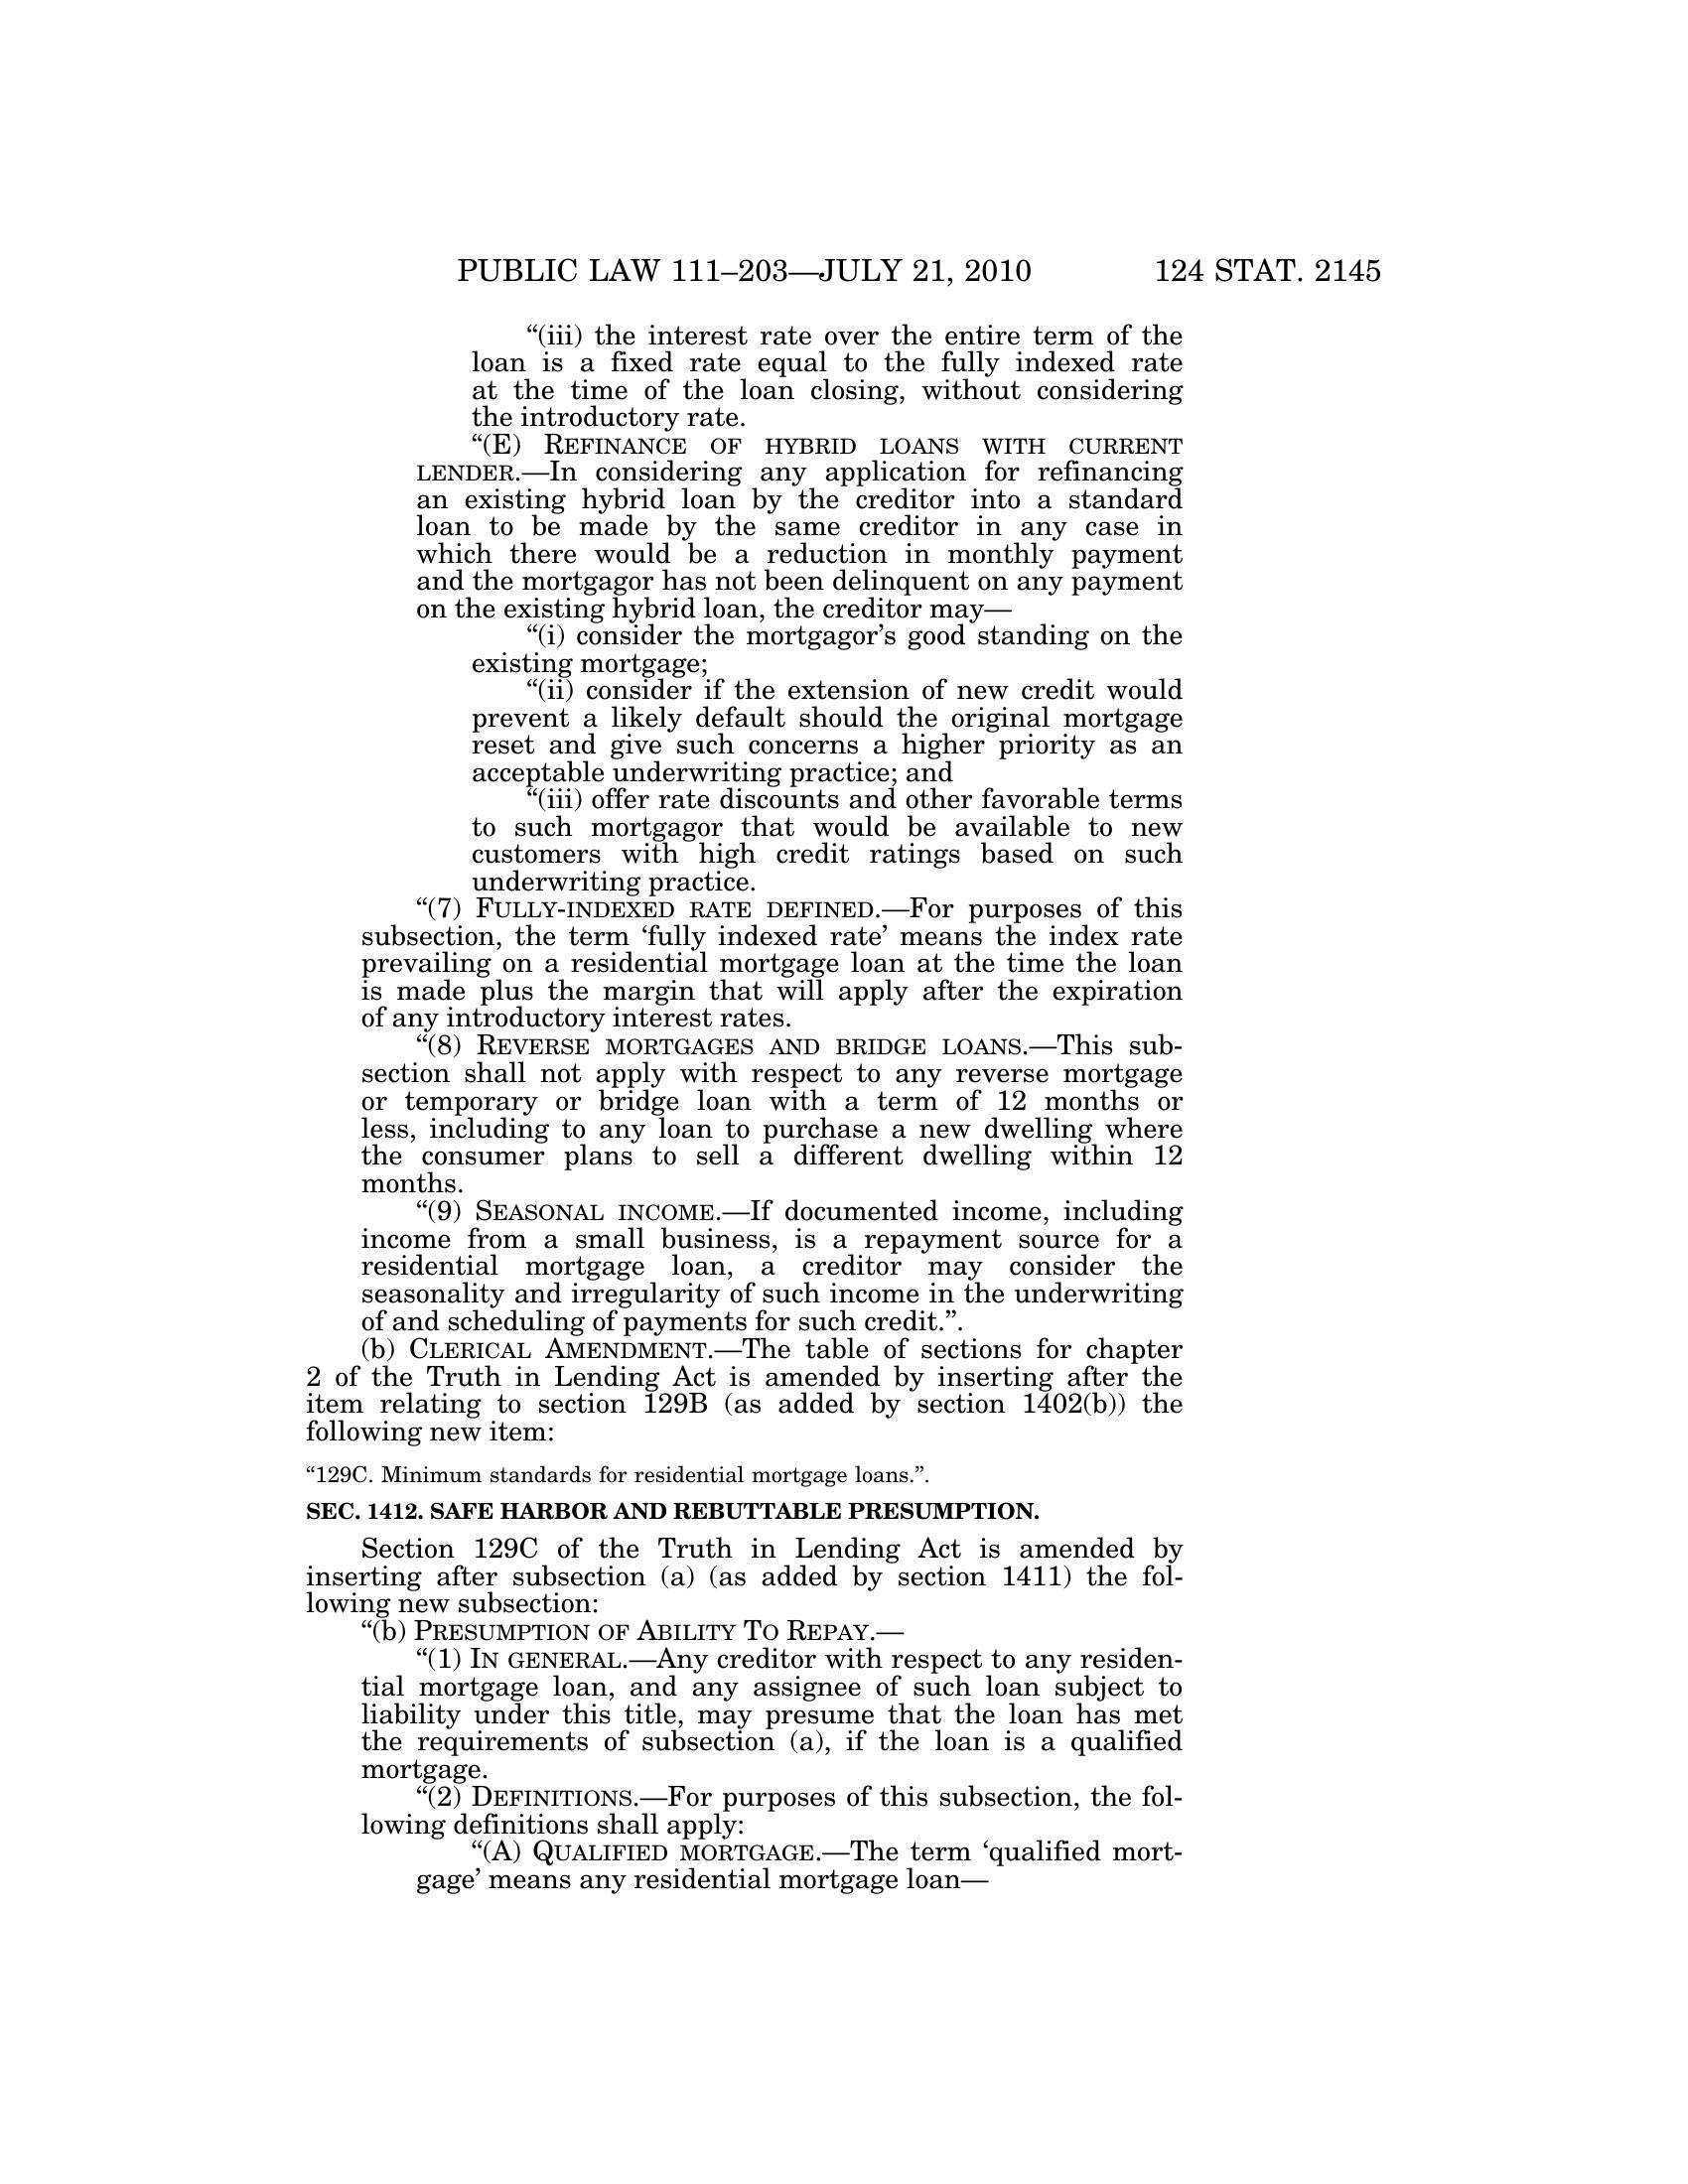 PUBLIC LAW 111–203—JULY 21, 2010 124 STAT. 2145
“(iii) the interest rate over the entire term of the
loan is a fixed rate equal to the fully indexed rate
at the time of the loan closing, without considering
the introductory rate.
“(E) REFINANCE OF HYBRID LOANS WITH CURRENT
LENDER.—In considering any application for refinancing
an existing hybrid loan by the creditor into a standard
loan to be made by the same creditor in any case in
which there would be a reduction in monthly payment
and the mortgagor has not been delinquent on any payment
on the existing hybrid loan, the creditor may—
“(i) consider the mortgagor’s good standing on the
existing mortgage;
“(ii) consider if the extension of new credit would
prevent a likely default should the original mortgage
reset and give such concerns a higher priority as an
acceptable underwriting practice; and
“(iii) offer rate discounts and other favorable terms
to such mortgagor that would be available to new
customers with high credit ratings based on such
underwriting practice.
“(7) FULLY-INDEXED RATE DEFINED.—For purposes of this
subsection, the term ‘fully indexed rate’ means the index rate
prevailing on a residential mortgage loan at the time the loan
is made plus the margin that will apply after the expiration
of any introductory interest rates.
“(8) REVERSE MORTGAGES AND BRIDGE LOANS.—This sub-
section shall not apply with respect to any reverse mortgage
or temporary or bridge loan with a term of 12 months or
less, including to any loan to purchase a new dwelling where
the consumer plans to sell a different dwelling within 12
months.
“(9) SEASONAL INCOME.—If documented income, including
income from a small business, is a repayment source for a
residential mortgage loan, a creditor may consider the
seasonality and irregularity of such income in the underwriting
of and scheduling of payments for such credit.”.
(b) CLERICAL AMENDMENT.—The table of sections for chapter
2 of the Truth in Lending Act is amended by inserting after the
item relating to section 129B (as added by section 1402(b)) the
following new item:
“129C. Minimum standards for residential mortgage loans.”.
SEC. 1412. SAFE HARBOR AND REBUTTABLE PRESUMPTION.
Section 129C of the Truth in Lending Act is amended by
inserting after subsection (a) (as added by section 1411) the fol-
lowing new subsection:
“(b) PRESUMPTION OF ABILITY TO REPAY.—
“(1) IN GENERAL.—Any creditor with respect to any residen-
tial mortgage loan, and any assignee of such loan subject to
liability under this title, may presume that the loan has met
the requirements of subsection (a), if the loan is a qualified
mortgage.
“(2) DEFINITIONS.—For purposes of this subsection, the fol-
lowing definitions shall apply:
“(A) QUALIFIED MORTGAGE.—The term ‘qualified mort-
gage’ means any residential mortgage loan—